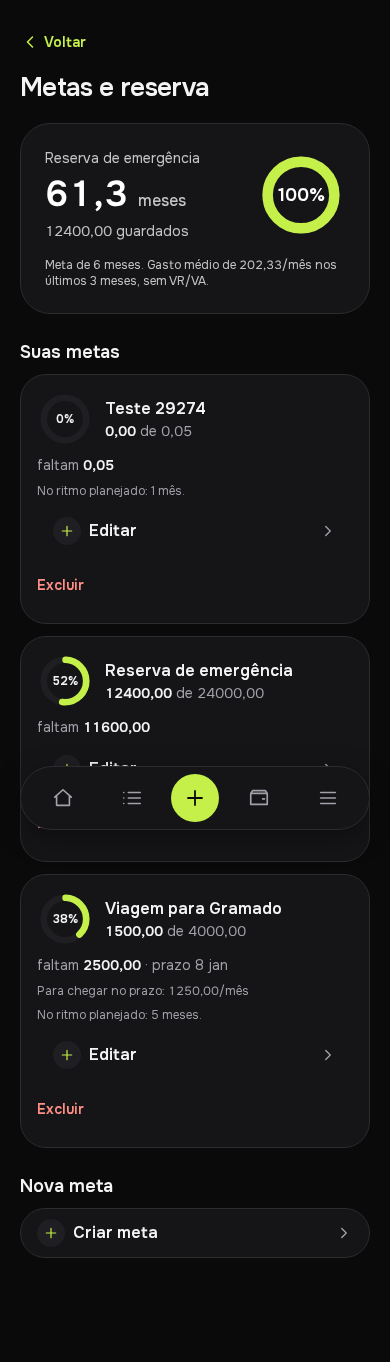 Voltar
Metas e reserva
Reserva de emergência
61,3 meses
12400,00 guardados
100%
Meta de 6 meses. Gasto médio de 202,33/mês nos
últimos 3 meses, sem VR/VA.
Suas metas
0%
Teste 29274
0,00 de 0,05
faltam 0,05
No ritmo planejado: 1 mês.
Editar
Excluir
52%
Reserva de emergência
12400,00 de 24000,00
faltam 11600,00
38%
Viagem para Gramado
1500,00 de 4000,00
faltam 2500,00 · prazo 8 jan
Para chegar no prazo: 1250,00/mês
No ritmo planejado: 5 meses.
Editar
Excluir
Nova meta
Criar meta